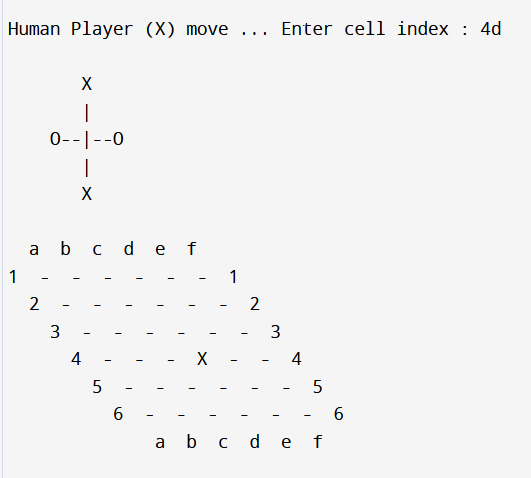 Human Player (X) move ... Enter cell index : 4d
X
|
O--|--O
|
X
a b c d e f
1 - - - - - - 1
2 - - - - - - 2
3 - - - - - - 3
4 - - - X - - 4
5 - - - - - - 5
6 - - - - - - 6
a b c d e f